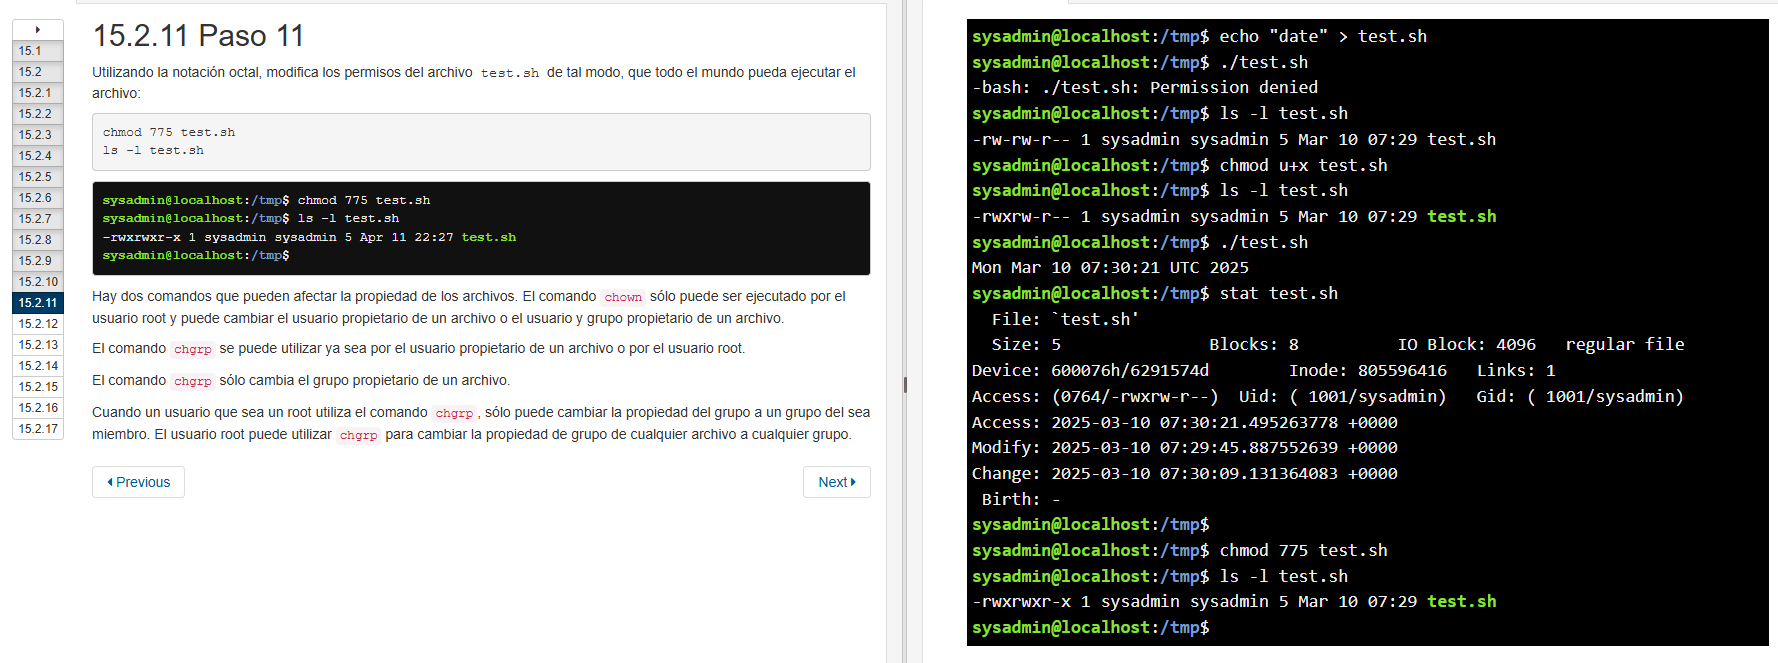 15.1
15.2
15.2.1
15.2.2
15.2.3
15.2.4
15.2.5
15.2.6
15.2.7
15.2.8
15.2.9
15.2.10
15.2.11
15.2.12
15.2.13
15.2.14
15.2.15
15.2.16
15.2.17
15.2.11 Paso 11
Utilizando la notación octal, modifica los permisos del archivo test.sh de tal modo, que todo el mundo pueda ejecutar el
archivo:
chmod 775 test.sh
ls -l test.sh
sysadmin@localhost:/tmp$ chmod 775 test.sh
sysadmin@localhost:/tmp$ ls -l test.sh
-rwxrwxr-x 1 sysadmin sysadmin 5 Apr 11 22:27 test.sh
sysadmin@localhost:/tmp$
Hay dos comandos que pueden afectar la propiedad de los archivos. El comando chown sólo puede ser ejecutado por el
usuario root y puede cambiar el usuario propietario de un archivo o el usuario y grupo propietario de un archivo.
El comando chgrp se puede utilizar ya sea por el usuario propietario de un archivo o por el usuario root.
El comando chgrp sólo cambia el grupo propietario de un archivo.
Cuando un usuario que sea un root utiliza el comando chgrp, sólo puede cambiar la propiedad del grupo a un grupo del sea
miembro. El usuario root puede utilizar chgrp para cambiar la propiedad de grupo de cualquier archivo a cualquier grupo.
Previous
Next
sysadmin@localhost:/tmp$ echo "date" > test.sh
sysadmin@localhost:/tmp$ ./test.sh
-bash: ./test.sh: Permission denied
sysadmin@localhost:/tmp$ ls -l test.sh
-rw-rw-r-- 1 sysadmin sysadmin 5 Mar 10 07:29 test.sh
sysadmin@localhost:/tmp$ chmod u+x test.sh
sysadmin@localhost:/tmp$ ls -l test.sh
-rwxrw-r-- 1 sysadmin sysadmin 5 Mar 10 07:29 test.sh
sysadmin@localhost:/tmp$ ./test.sh
Mon Mar 10 07:30:21 UTC 2025
sysadmin@localhost:/tmp$ stat test.sh
  File: `test.sh'
  Size: 5               Blocks: 8          IO Block: 4096   regular file
Device: 600076h/6291574d        Inode: 805596416   Links: 1
Access: (0764/-rwxrw-r--)  Uid: ( 1001/sysadmin)   Gid: ( 1001/sysadmin)
Access: 2025-03-10 07:30:21.495263778 +0000
Modify: 2025-03-10 07:29:45.887552639 +0000
Change: 2025-03-10 07:30:09.131364083 +0000
 Birth: -
sysadmin@localhost:/tmp$
sysadmin@localhost:/tmp$ chmod 775 test.sh
sysadmin@localhost:/tmp$ ls -l test.sh
-rwxrwxr-x 1 sysadmin sysadmin 5 Mar 10 07:29 test.sh
sysadmin@localhost:/tmp$